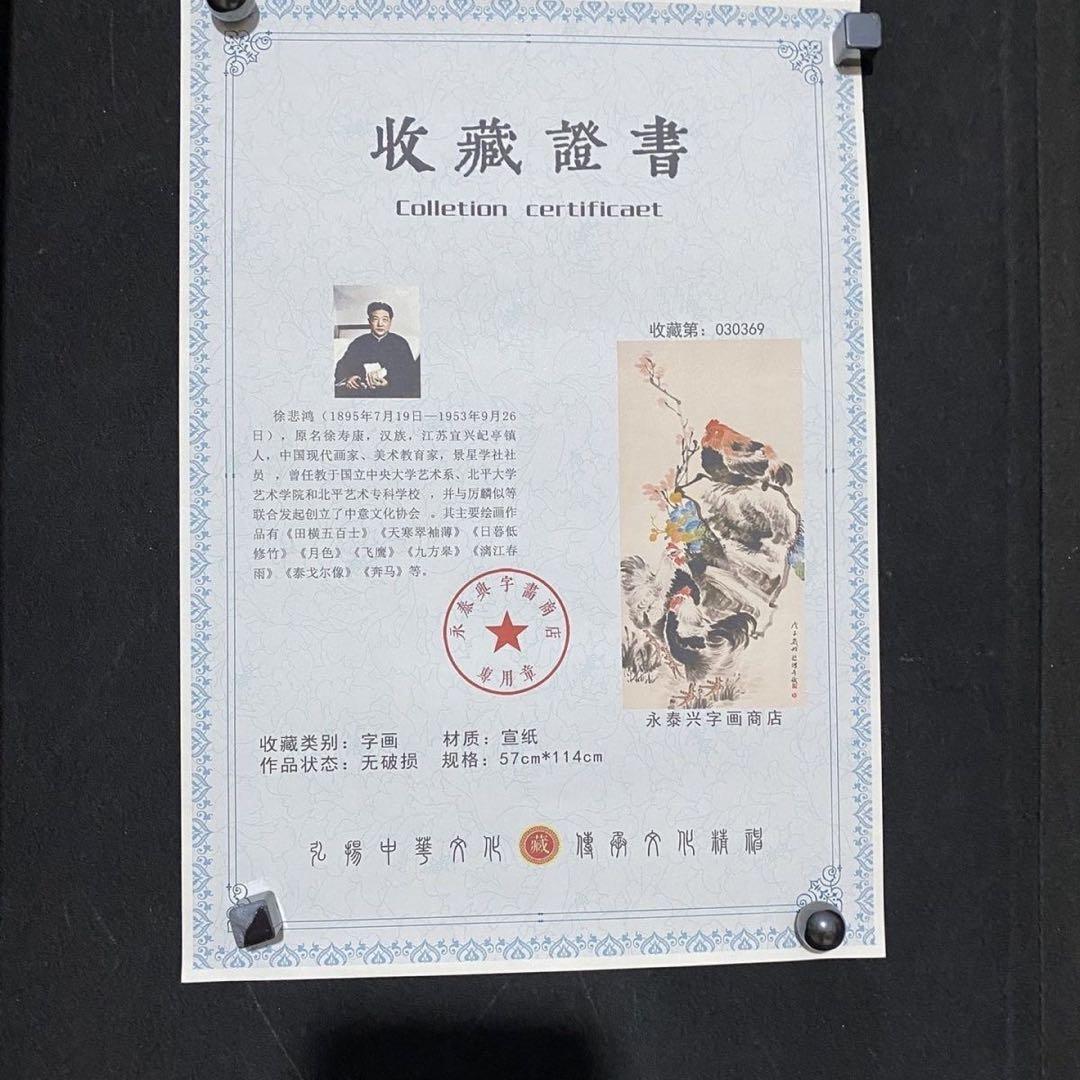 收藏證書
Colletion certificaet
收藏第：030369
徐悲鸿（1895年7月19日—1953年9月26
日），原名徐寿康，汉族，江苏宜兴屺亭镇
人，中国现代画家、美术教育家，景星学社社
员 ，曾任教于国立中央大学艺术系、北平大学
艺术学院和北平艺术专科学校 ，并与厉麟似等
联合发起创立了中意文化协会 。其主要绘画作
品有《田横五百士》《天寒翠袖薄》《日暮低
修竹》《月色》《飞鹰》《九方皋》《漓江春
雨》《泰戈尔像》《奔马》等。
永泰興字畵商店
專用章
永泰兴字画商店
收藏类别：字画 材质：宣纸
作品状态：无破损 规格：57cm*114cm
弘揚中華文化 藏 傳承文化精神